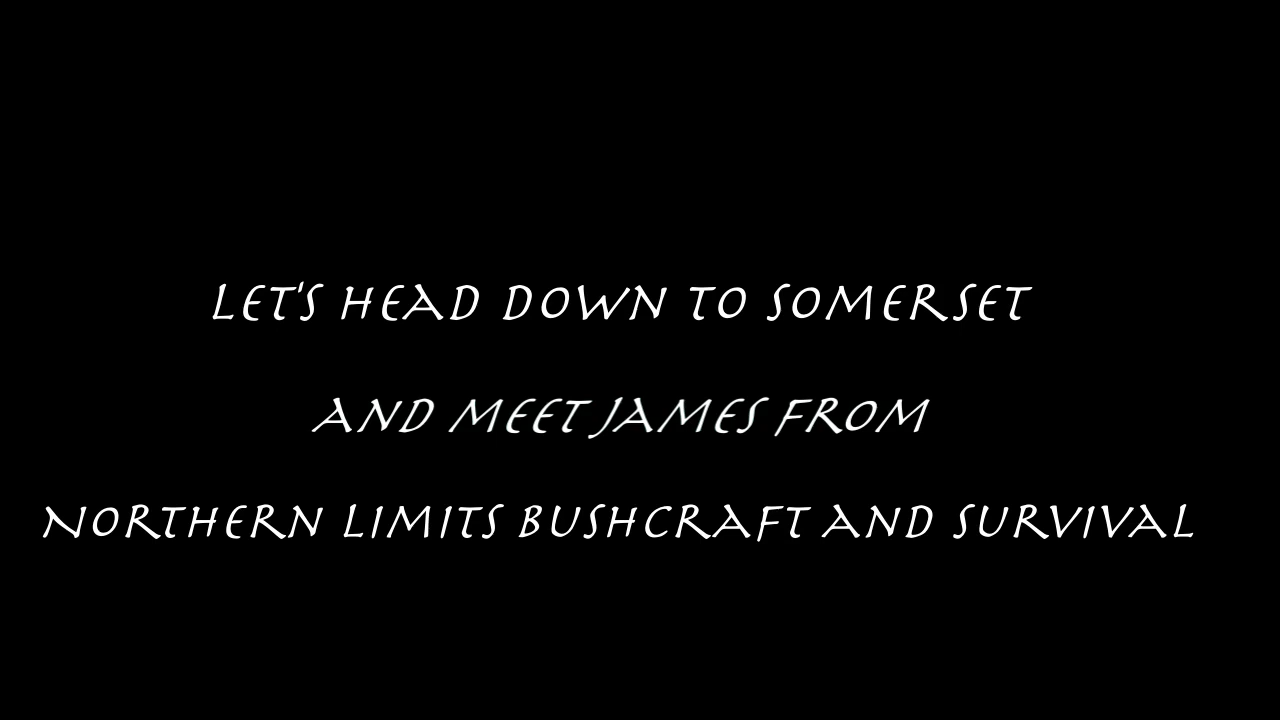 LET'S HEAD DOWN TO SOMERSET
AND MEET JAMES FROM
NORTHERN LIMITS BUSHCRAFT AND SURVIVAL